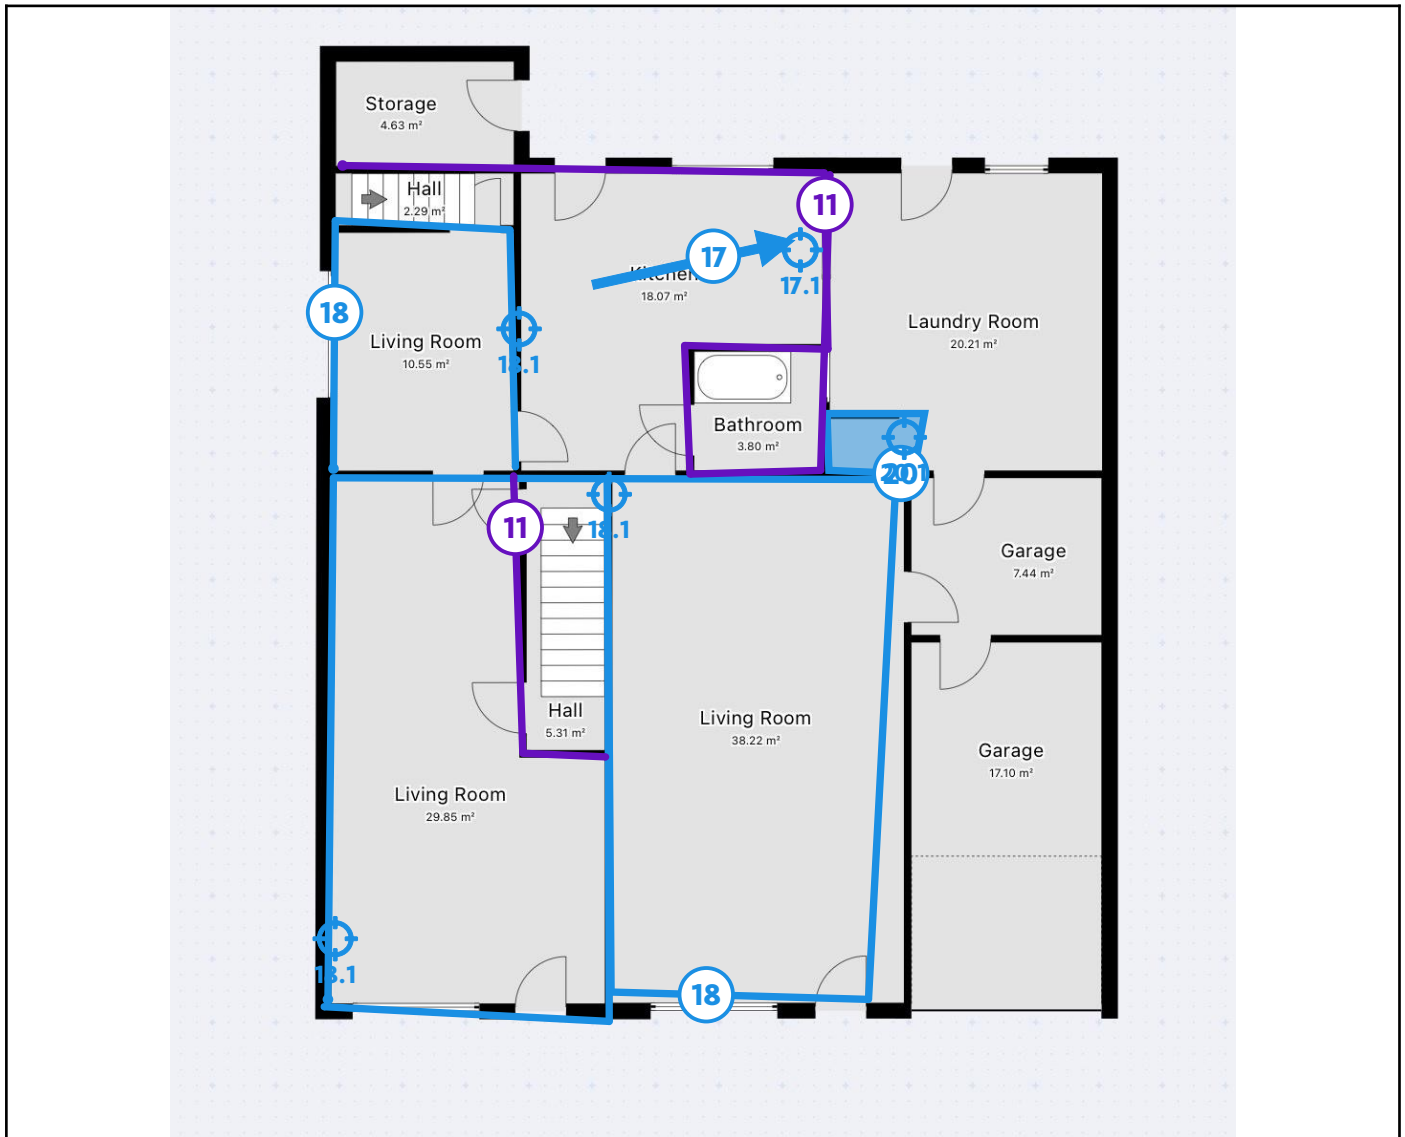 Storage
4.63 m²
Hall
2.29 m²
11
17
17.1
Kitchen
18.07 m²
18
Living Room
10.55 m²
18.1
Laundry Room
20.21 m²
Bathroom
3.80 m²
20
11
18.1
Garage
7.44 m²
Hall
5.31 m²
Living Room
38.22 m²
Garage
17.10 m²
Living Room
29.85 m²
18.1
18